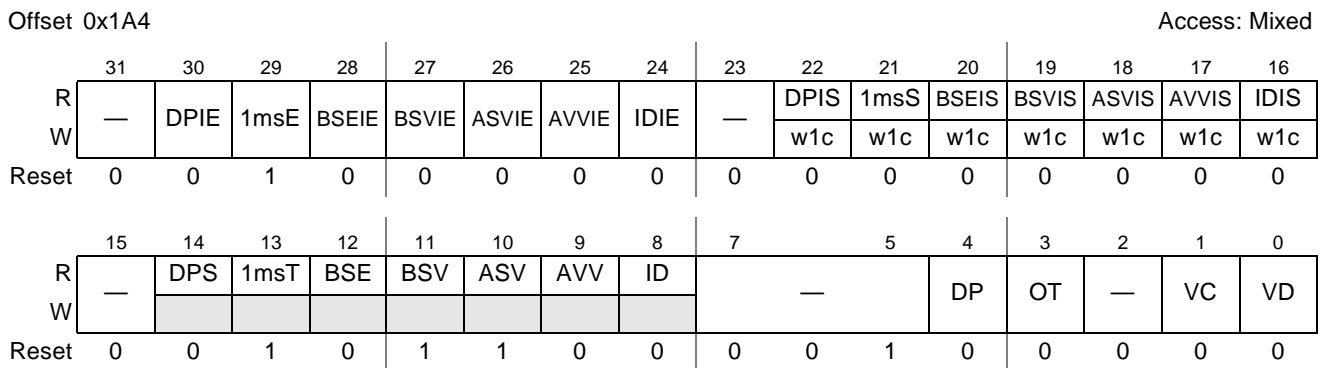 Offset 0x1A4 Access: Mixed
31 30 29 28 27 26 25 24 23 22 21 20 19 18 17 16
R — DPIE 1msE BSEIE BSVIE ASVIE AVVIE IDIE — DPIS 1msS BSEIS BSVIS ASVIS AVVIS IDIS
W w1c w1c w1c w1c w1c w1c w1c
Reset 0 0 1 0 0 0 0 0 0 0 0 0 0 0 0 0
15 14 13 12 11 10 9 8 7 5 4 3 2 1 0
R — DPS 1msT BSE BSV ASV AVV ID — DP OT — VC VD
W
Reset 0 0 1 0 1 1 0 0 0 0 1 0 0 0 0 0